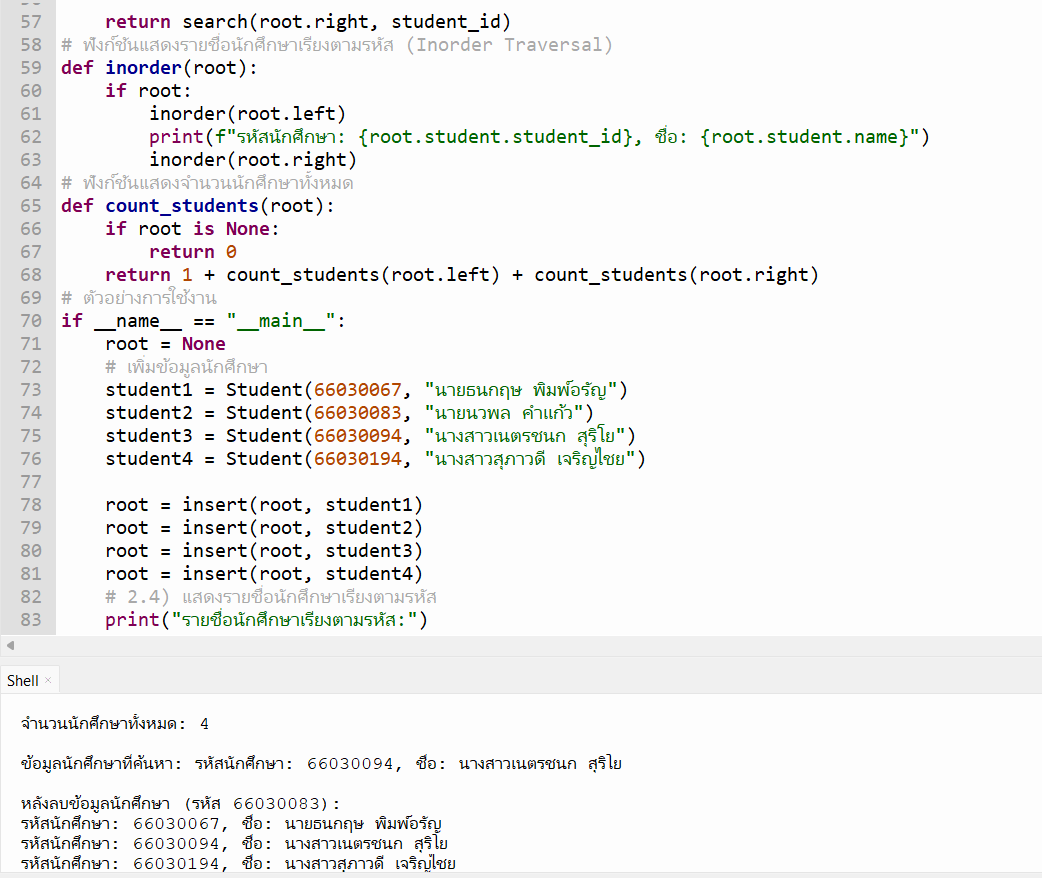 57 return search(root.right, student_id)
58 # ฟังก์ชันแสดงรายชื่อนักศึกษาเรียงตามรหัส (Inorder Traversal)
59 def inorder(root):
60 if root:
61 inorder(root.left)
62 print(f"รหัสนักศึกษา: {root.student.student_id}, ชื่อ: {root.student.name}")
63 inorder(root.right)
64 # ฟังก์ชันแสดงจำนวนนักศึกษาทั้งหมด
65 def count_students(root):
66 if root is None:
67 return 0
68 return 1 + count_students(root.left) + count_students(root.right)
69 # ตัวอย่างการใช้งาน
70 if __name__ == "__main__":
71 root = None
72 # เพิ่มข้อมูลนักศึกษา
73 student1 = Student(66030067, "นายธนกฤษ พิมพ์อรัญ")
74 student2 = Student(66030083, "นายนวพล คำแก้ว")
75 student3 = Student(66030094, "นางสาวเนตรชนก สุริโย")
76 student4 = Student(66030194, "นางสาวสุภาวดี เจริญไชย")
77
78 root = insert(root, student1)
79 root = insert(root, student2)
80 root = insert(root, student3)
81 root = insert(root, student4)
82 # 2.4) แสดงรายชื่อนักศึกษาเรียงตามรหัส
83 print("รายชื่อนักศึกษาเรียงตามรหัส:")
Shell ×
จำนวนนักศึกษาทั้งหมด: 4
ข้อมูลนักศึกษาที่ค้นหา: รหัสนักศึกษา: 66030094, ชื่อ: นางสาวเนตรชนก สุริโย
หลังลบข้อมูลนักศึกษา (รหัส 66030083):
รหัสนักศึกษา: 66030067, ชื่อ: นายธนกฤษ พิมพ์อรัญ
รหัสนักศึกษา: 66030094, ชื่อ: นางสาวเนตรชนก สุริโย
รหัสนักศึกษา: 66030194, ชื่อ: นางสาวสุภาวดี เจริญไชย